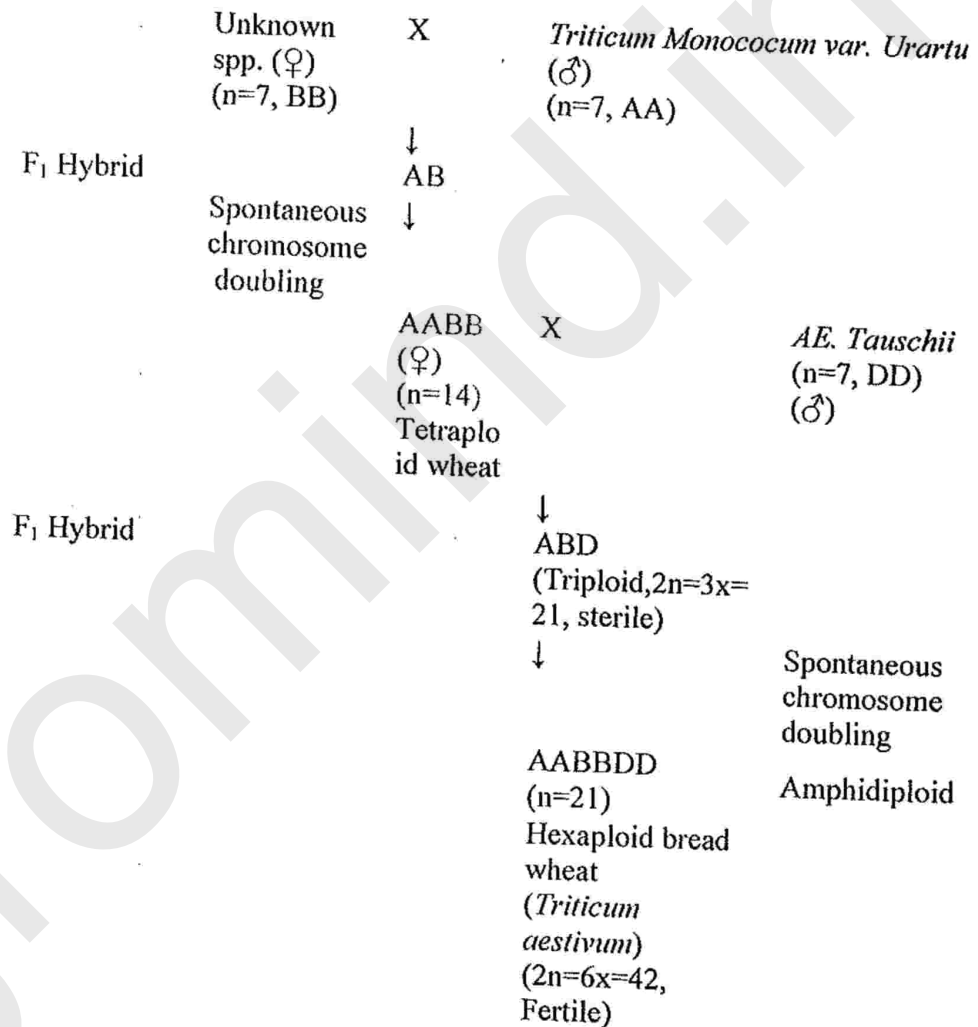 Unknown X Triticum Monococum var. Urartu
spp. (♀) (♂)
(n=7, BB) (n=7, AA)
↓
F₁ Hybrid AB
Spontaneous ↓
chromosome
doubling
AABB X AE. Tauschii
(♀) (n=7, DD)
(n=14) (♂)
Tetraplo
id wheat
↓
F₁ Hybrid ABD
(Triploid,2n=3x=
21, sterile)
↓ Spontaneous
chromosome
doubling
AABBDD Amphidiploid
(n=21)
Hexaploid bread
wheat
(Triticum
aestivum)
(2n=6x=42,
Fertile)
omind.in